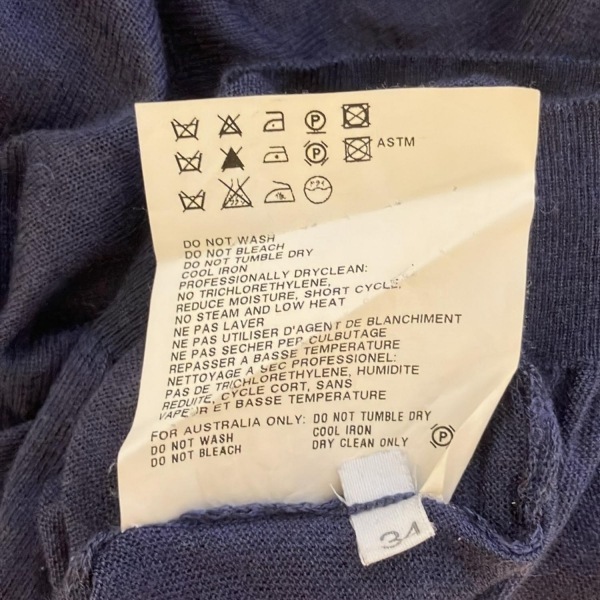 P
P ASTM
ドライ
DO NOT WASH
DO NOT BLEACH
DO NOT TUMBLE DRY
COOL IRON
PROFESSIONALLY DRYCLEAN:
NO TRICHLORETHYLENE,
REDUCE MOISTURE, SHORT CYCLE,
NO STEAM AND LOW HEAT
NE PAS LAVER
NE PAS UTILISER D'AGENT DE BLANCHIMENT
NE PAS SECHER PEP CULBUTAGE
REPASSER A BASSE TEMPERATURE
NETTOYAGE A SEC PROFESSIONEL:
PAS DE TRICHLORETHYLENE, HUMIDITE
REDUITE, CYCLE CORT, SANS
VAPEUR ET BASSE TEMPERATURE
FOR AUSTRALIA ONLY: DO NOT TUMBLE DRY
DO NOT WASH COOL IRON
DO NOT BLEACH DRY CLEAN ONLY P
34